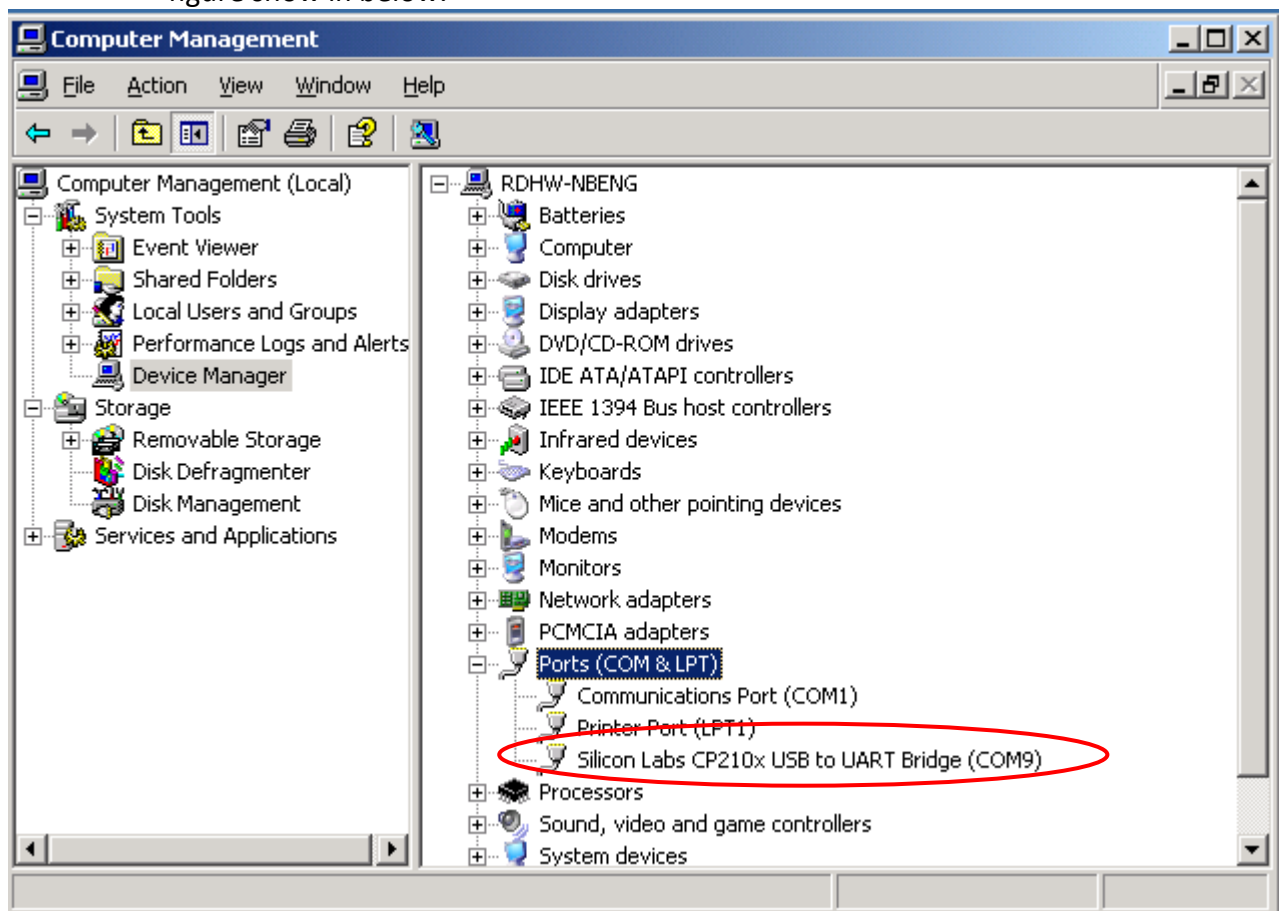 figure show in below:
Computer Management
File Action View Window Help
Computer Management (Local)
System Tools
Event Viewer
Shared Folders
Local Users and Groups
Performance Logs and Alerts
Device Manager
Storage
Removable Storage
Disk Defragmenter
Disk Management
Services and Applications
RDHW-NBENG
Batteries
Computer
Disk drives
Display adapters
DVD/CD-ROM drives
IDE ATA/ATAPI controllers
IEEE 1394 Bus host controllers
Infrared devices
Keyboards
Mice and other pointing devices
Modems
Monitors
Network adapters
PCMCIA adapters
Ports (COM & LPT)
Communications Port (COM1)
Printer Port (LPT1)
Silicon Labs CP210x USB to UART Bridge (COM9)
Processors
Sound, video and game controllers
System devices